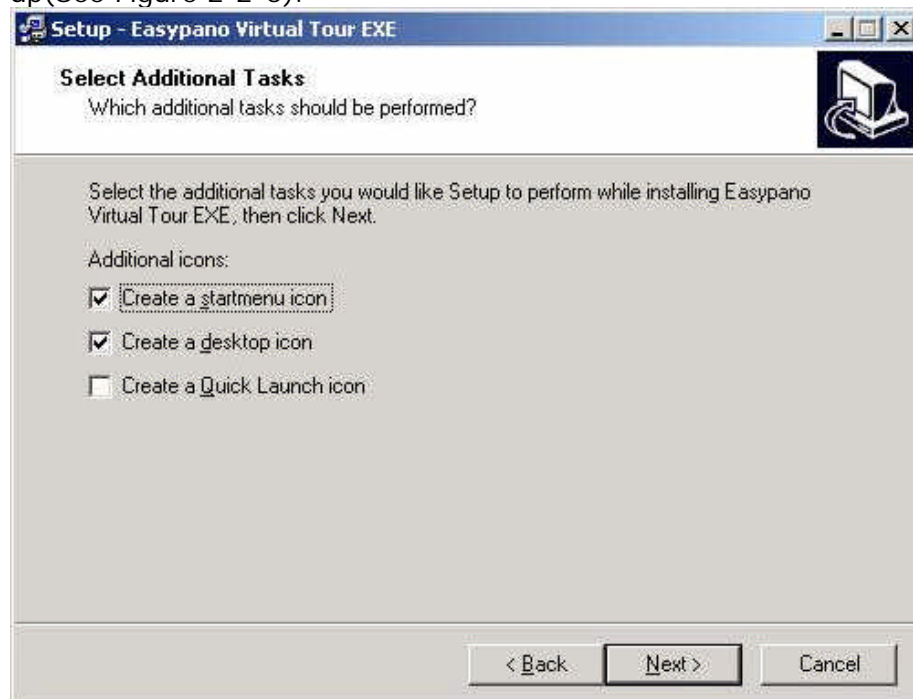 Setup - Easypano Virtual Tour EXE
Select Additional Tasks
Which additional tasks should be performed?
Select the additional tasks you would like Setup to perform while installing Easypano
Virtual Tour EXE, then click Next.
Additional icons:
Create a startmenu icon
Create a desktop icon
Create a Quick Launch icon
< Back Next > Cancel